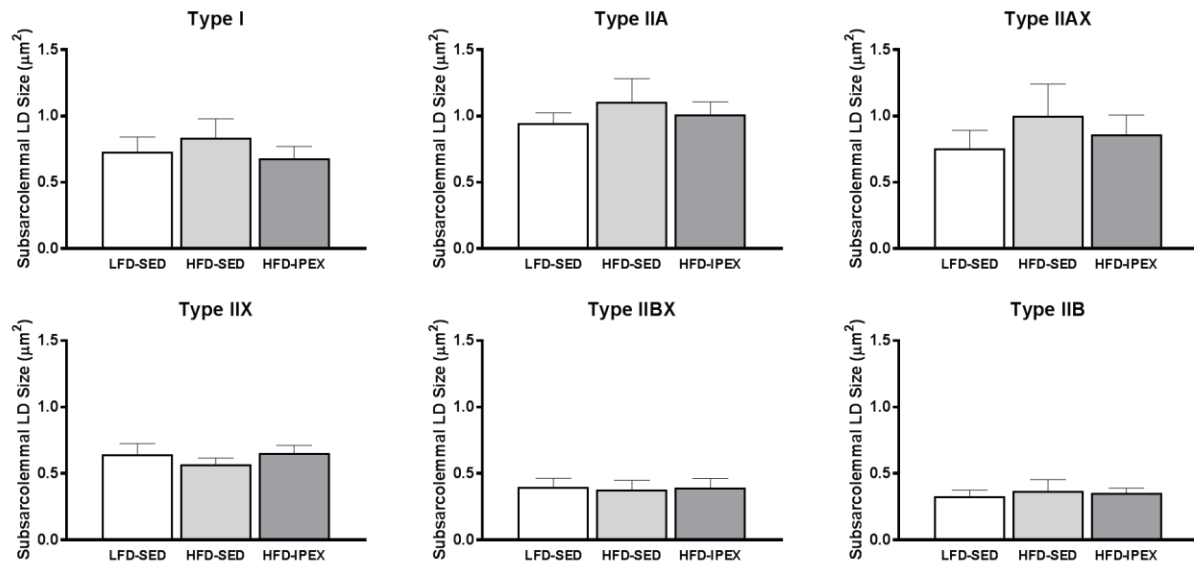 Type I
Subsarcolemmal LD Size (μm²)
1.5
1.0
0.5
0.0
LFD-SED HFD-SED HFD-IPEX
Type IIA
Subsarcolemmal LD Size (μm²)
1.5
1.0
0.5
0.0
LFD-SED HFD-SED HFD-IPEX
Type IIAX
Subsarcolemmal LD Size (μm²)
1.5
1.0
0.5
0.0
LFD-SED HFD-SED HFD-IPEX
Type IIX
Subsarcolemmal LD Size (μm²)
1.5
1.0
0.5
0.0
LFD-SED HFD-SED HFD-IPEX
Type IIBX
Subsarcolemmal LD Size (μm²)
1.5
1.0
0.5
0.0
LFD-SED HFD-SED HFD-IPEX
Type IIB
Subsarcolemmal LD Size (μm²)
1.5
1.0
0.5
0.0
LFD-SED HFD-SED HFD-IPEX